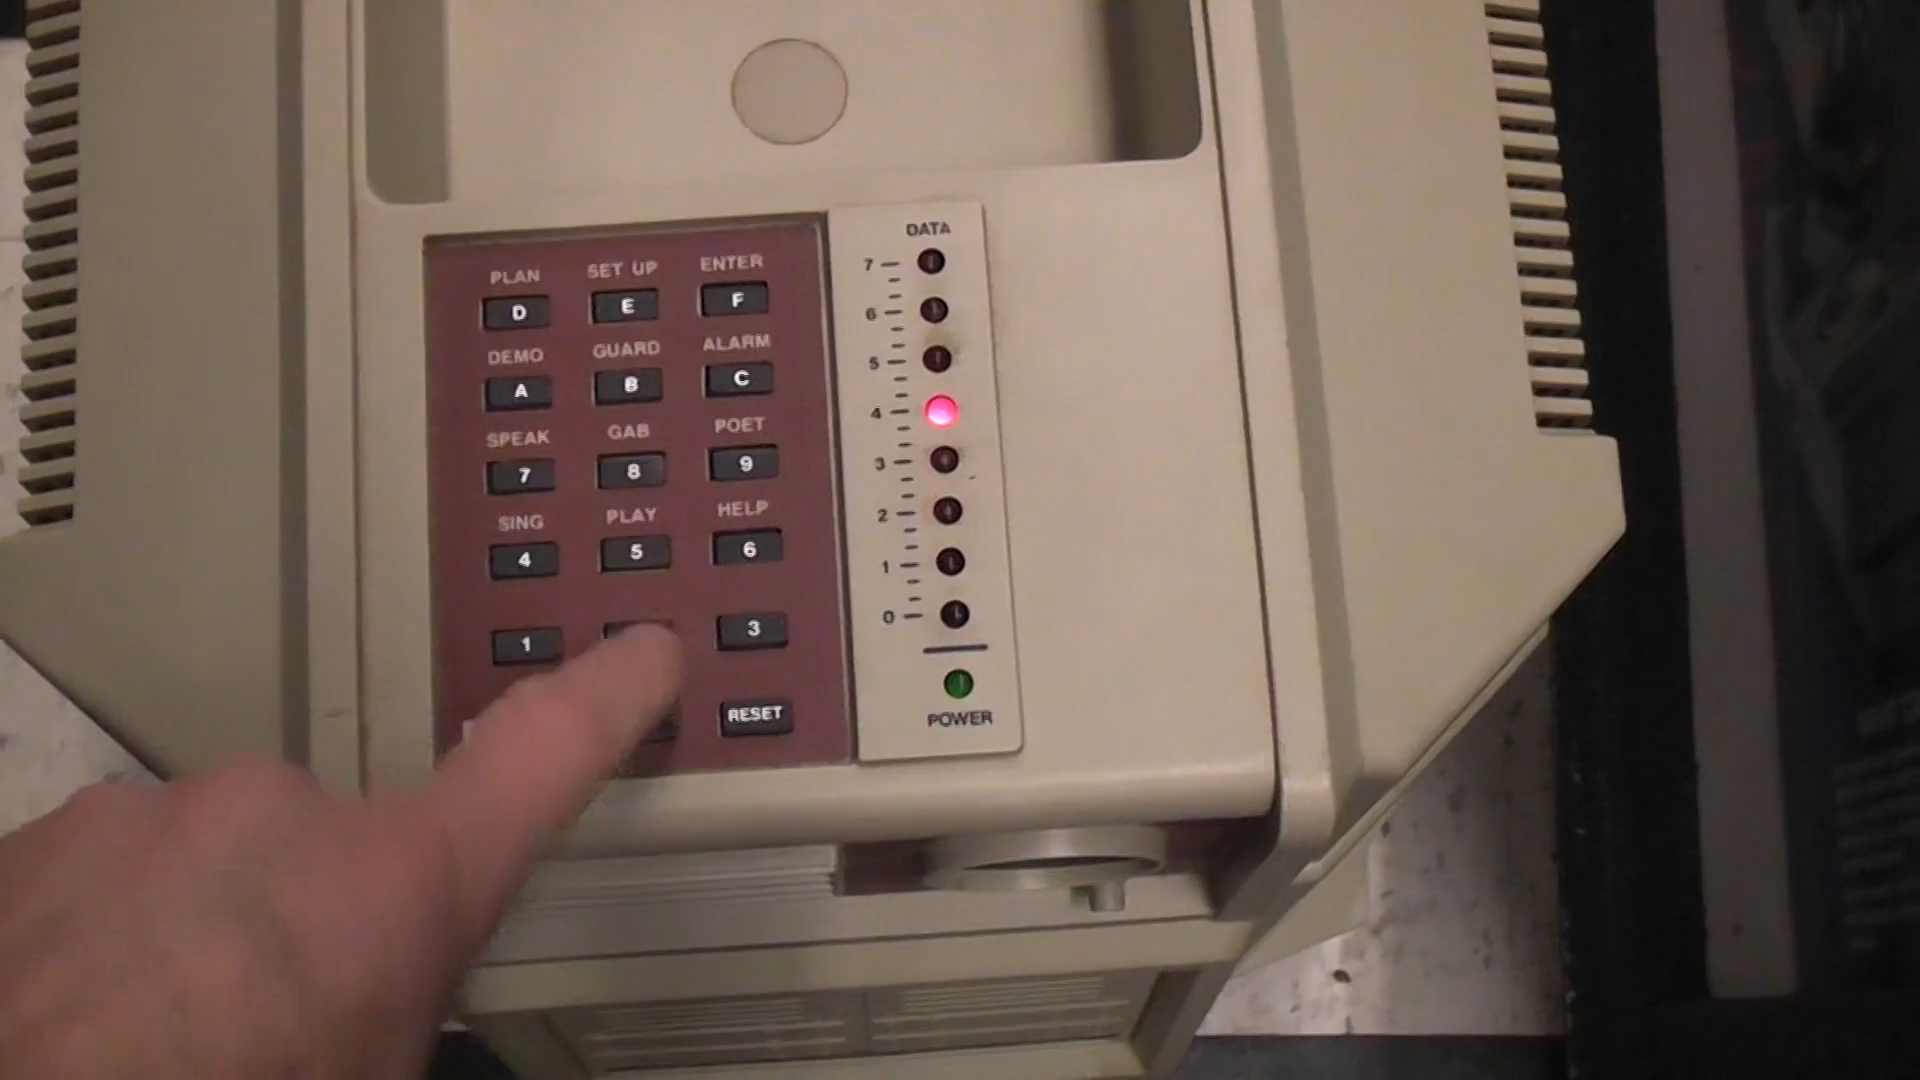 DATA
PLAN SET UP ENTER
D E F
DEMO GUARD ALARM
A B C
SPEAK GAB POET
7 8 9
SING PLAY HELP
4 5 6
1 3
RESET
7
6
5
4
3
2
1
0
POWER